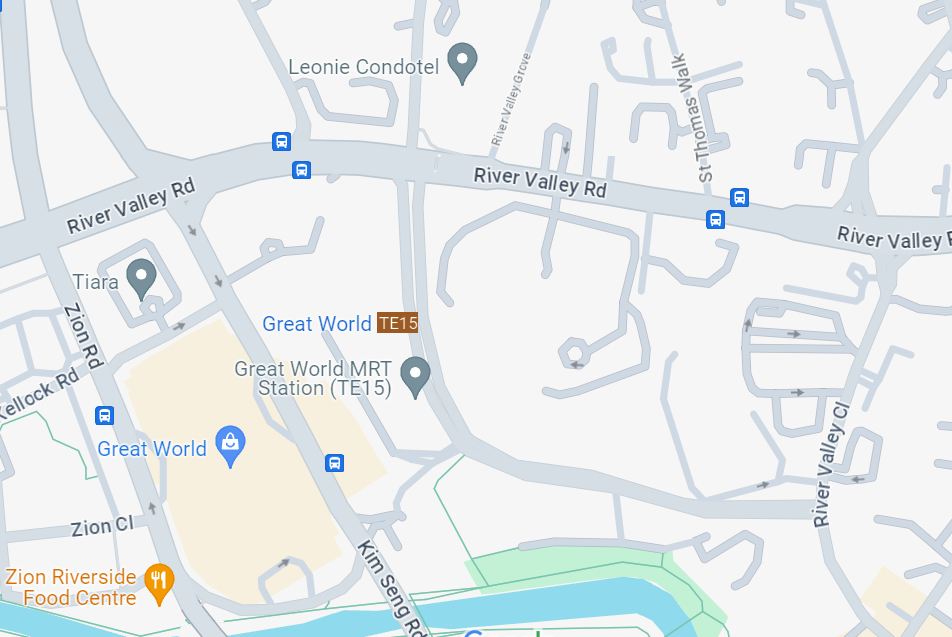 Leonie Condotel
River Valley Grove
St Thomas Walk
River Valley Rd
River Valley Rd
River Valley R
Tiara
Zion Rd
Great World TE15
Great World MRT
Station (TE15)
Kellock Rd
Great World
River Valley Cl
Zion Cl
Kim Seng Rd
Zion Riverside
Food Centre